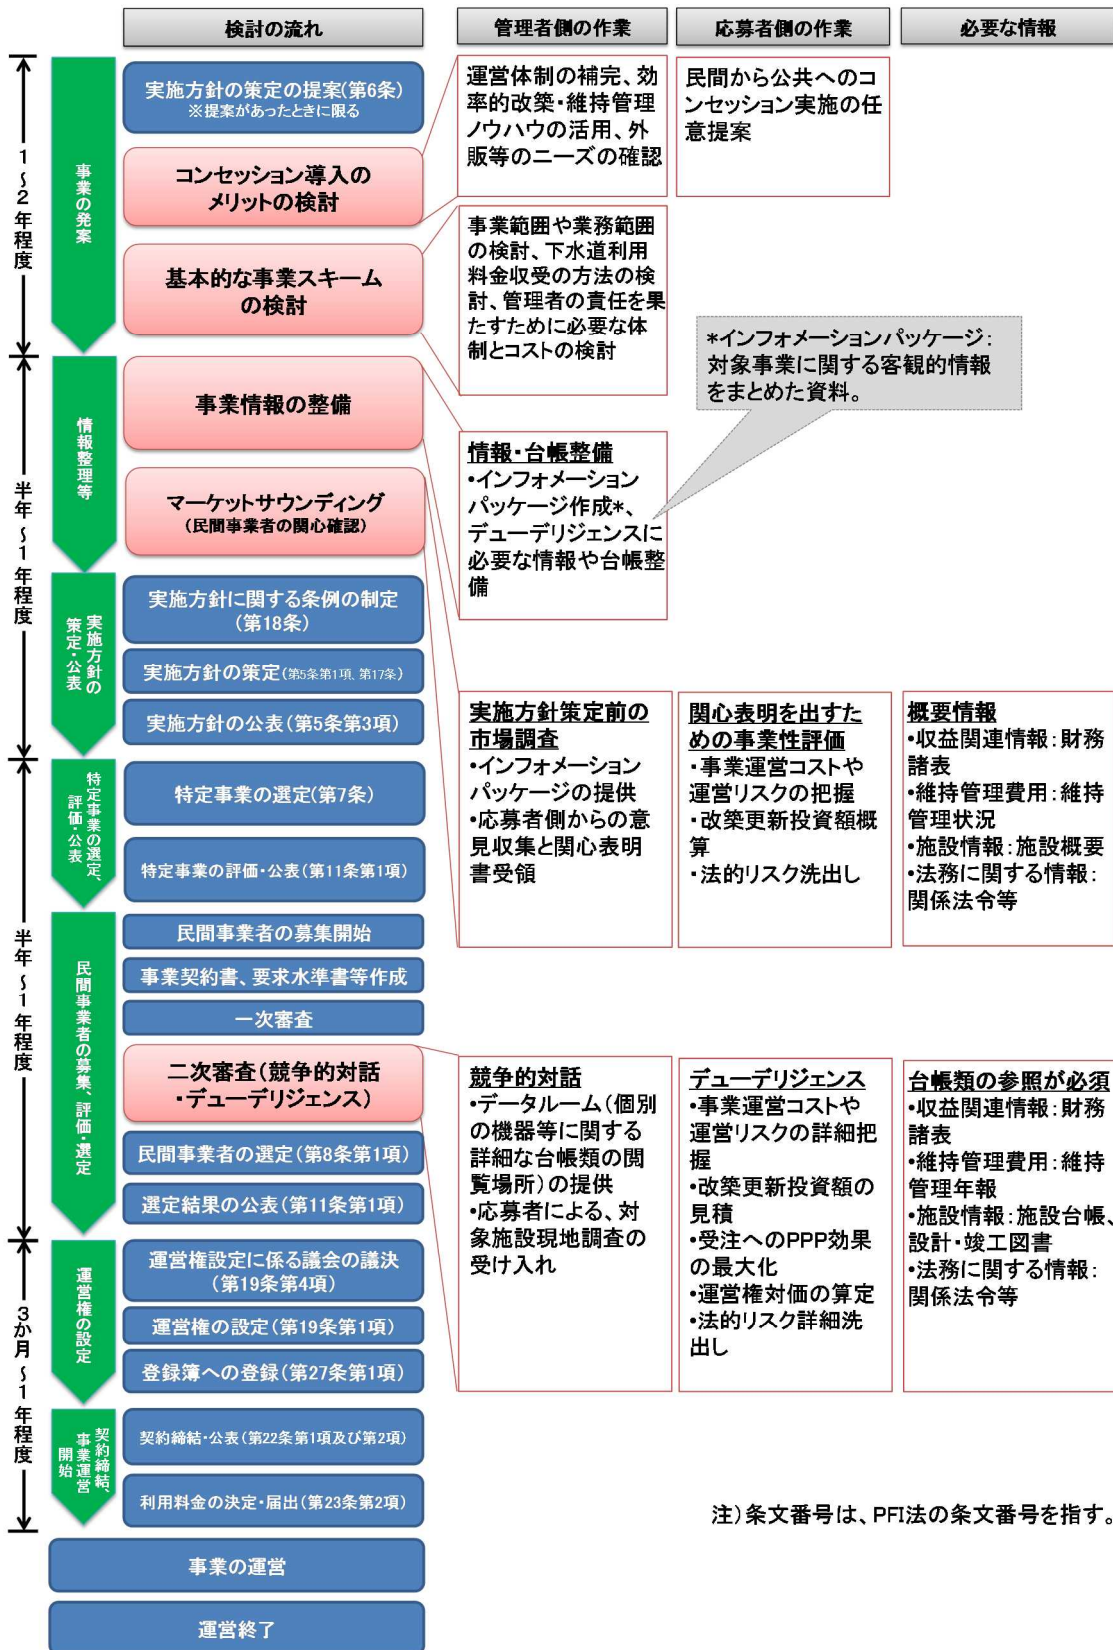 検討の流れ
管理者側の作業
応募者側の作業
必要な情報
1～2年程度
事業の発案
実施方針の策定の提案(第6条)
※提案があったときに限る
コンセッション導入の
メリットの検討
基本的な事業スキーム
の検討
運営体制の補完、効
率的改築・維持管理
ノウハウの活用、外
販等のニーズの確認
民間から公共へのコ
ンセッション実施の任
意提案
事業範囲や業務範囲
の検討、下水道利用
料金収受の方法の検
討、管理者の責任を果
たすために必要な体
制とコストの検討
*インフォメーションパッケージ：
対象事業に関する客観的情報
をまとめた資料。
半年～1年程度
情報整理等
事業情報の整備
マーケットサウンディング
(民間事業者の関心確認)
情報・台帳整備
•インフォメーション
パッケージ作成*、
デューデリジェンスに
必要な情報や台帳整
備
実施方針の
策定・公表
実施方針に関する条例の制定
(第18条)
実施方針の策定(第5条第1項、第17条)
実施方針の公表(第5条第3項)
実施方針策定前の
市場調査
•インフォメーション
パッケージの提供
•応募者側からの意
見収集と関心表明
書受領
関心表明を出すた
めの事業性評価
・事業運営コストや
運営リスクの把握
・改築更新投資額概
算
・法的リスク洗出し
概要情報
•収益関連情報：財務
諸表
•維持管理費用：維持
管理状況
•施設情報：施設概要
•法務に関する情報：
関係法令等
半年～1年程度
特定事業の選定、
評価・公表
特定事業の選定(第7条)
特定事業の評価・公表(第11条第1項)
民間事業者の募集、評価・選定
民間事業者の募集開始
事業契約書、要求水準書等作成
一次審査
二次審査(競争的対話
・デューデリジェンス)
民間事業者の選定(第8条第1項)
選定結果の公表(第11条第1項)
競争的対話
•データルーム(個別
の機器等に関する
詳細な台帳類の閲
覧場所)の提供
•応募者による、対
象施設現地調査の
受け入れ
デューデリジェンス
•事業運営コストや
運営リスクの詳細把
握
•改築更新投資額の
見積
•受注へのPPP効果
の最大化
•運営権対価の算定
•法的リスク詳細洗
出し
台帳類の参照が必須
•収益関連情報：財務
諸表
•維持管理費用：維持
管理年報
•施設情報：施設台帳、
設計・竣工図書
•法務に関する情報：
関係法令等
3か月～1年程度
運営権の設定
運営権設定に係る議会の議決
(第19条第4項)
運営権の設定(第19条第1項)
登録簿への登録(第27条第1項)
契約締結、
事業運営
開始
契約締結・公表(第22条第1項及び第2項)
利用料金の決定・届出(第23条第2項)
注)条文番号は、PFI法の条文番号を指す。
事業の運営
運営終了